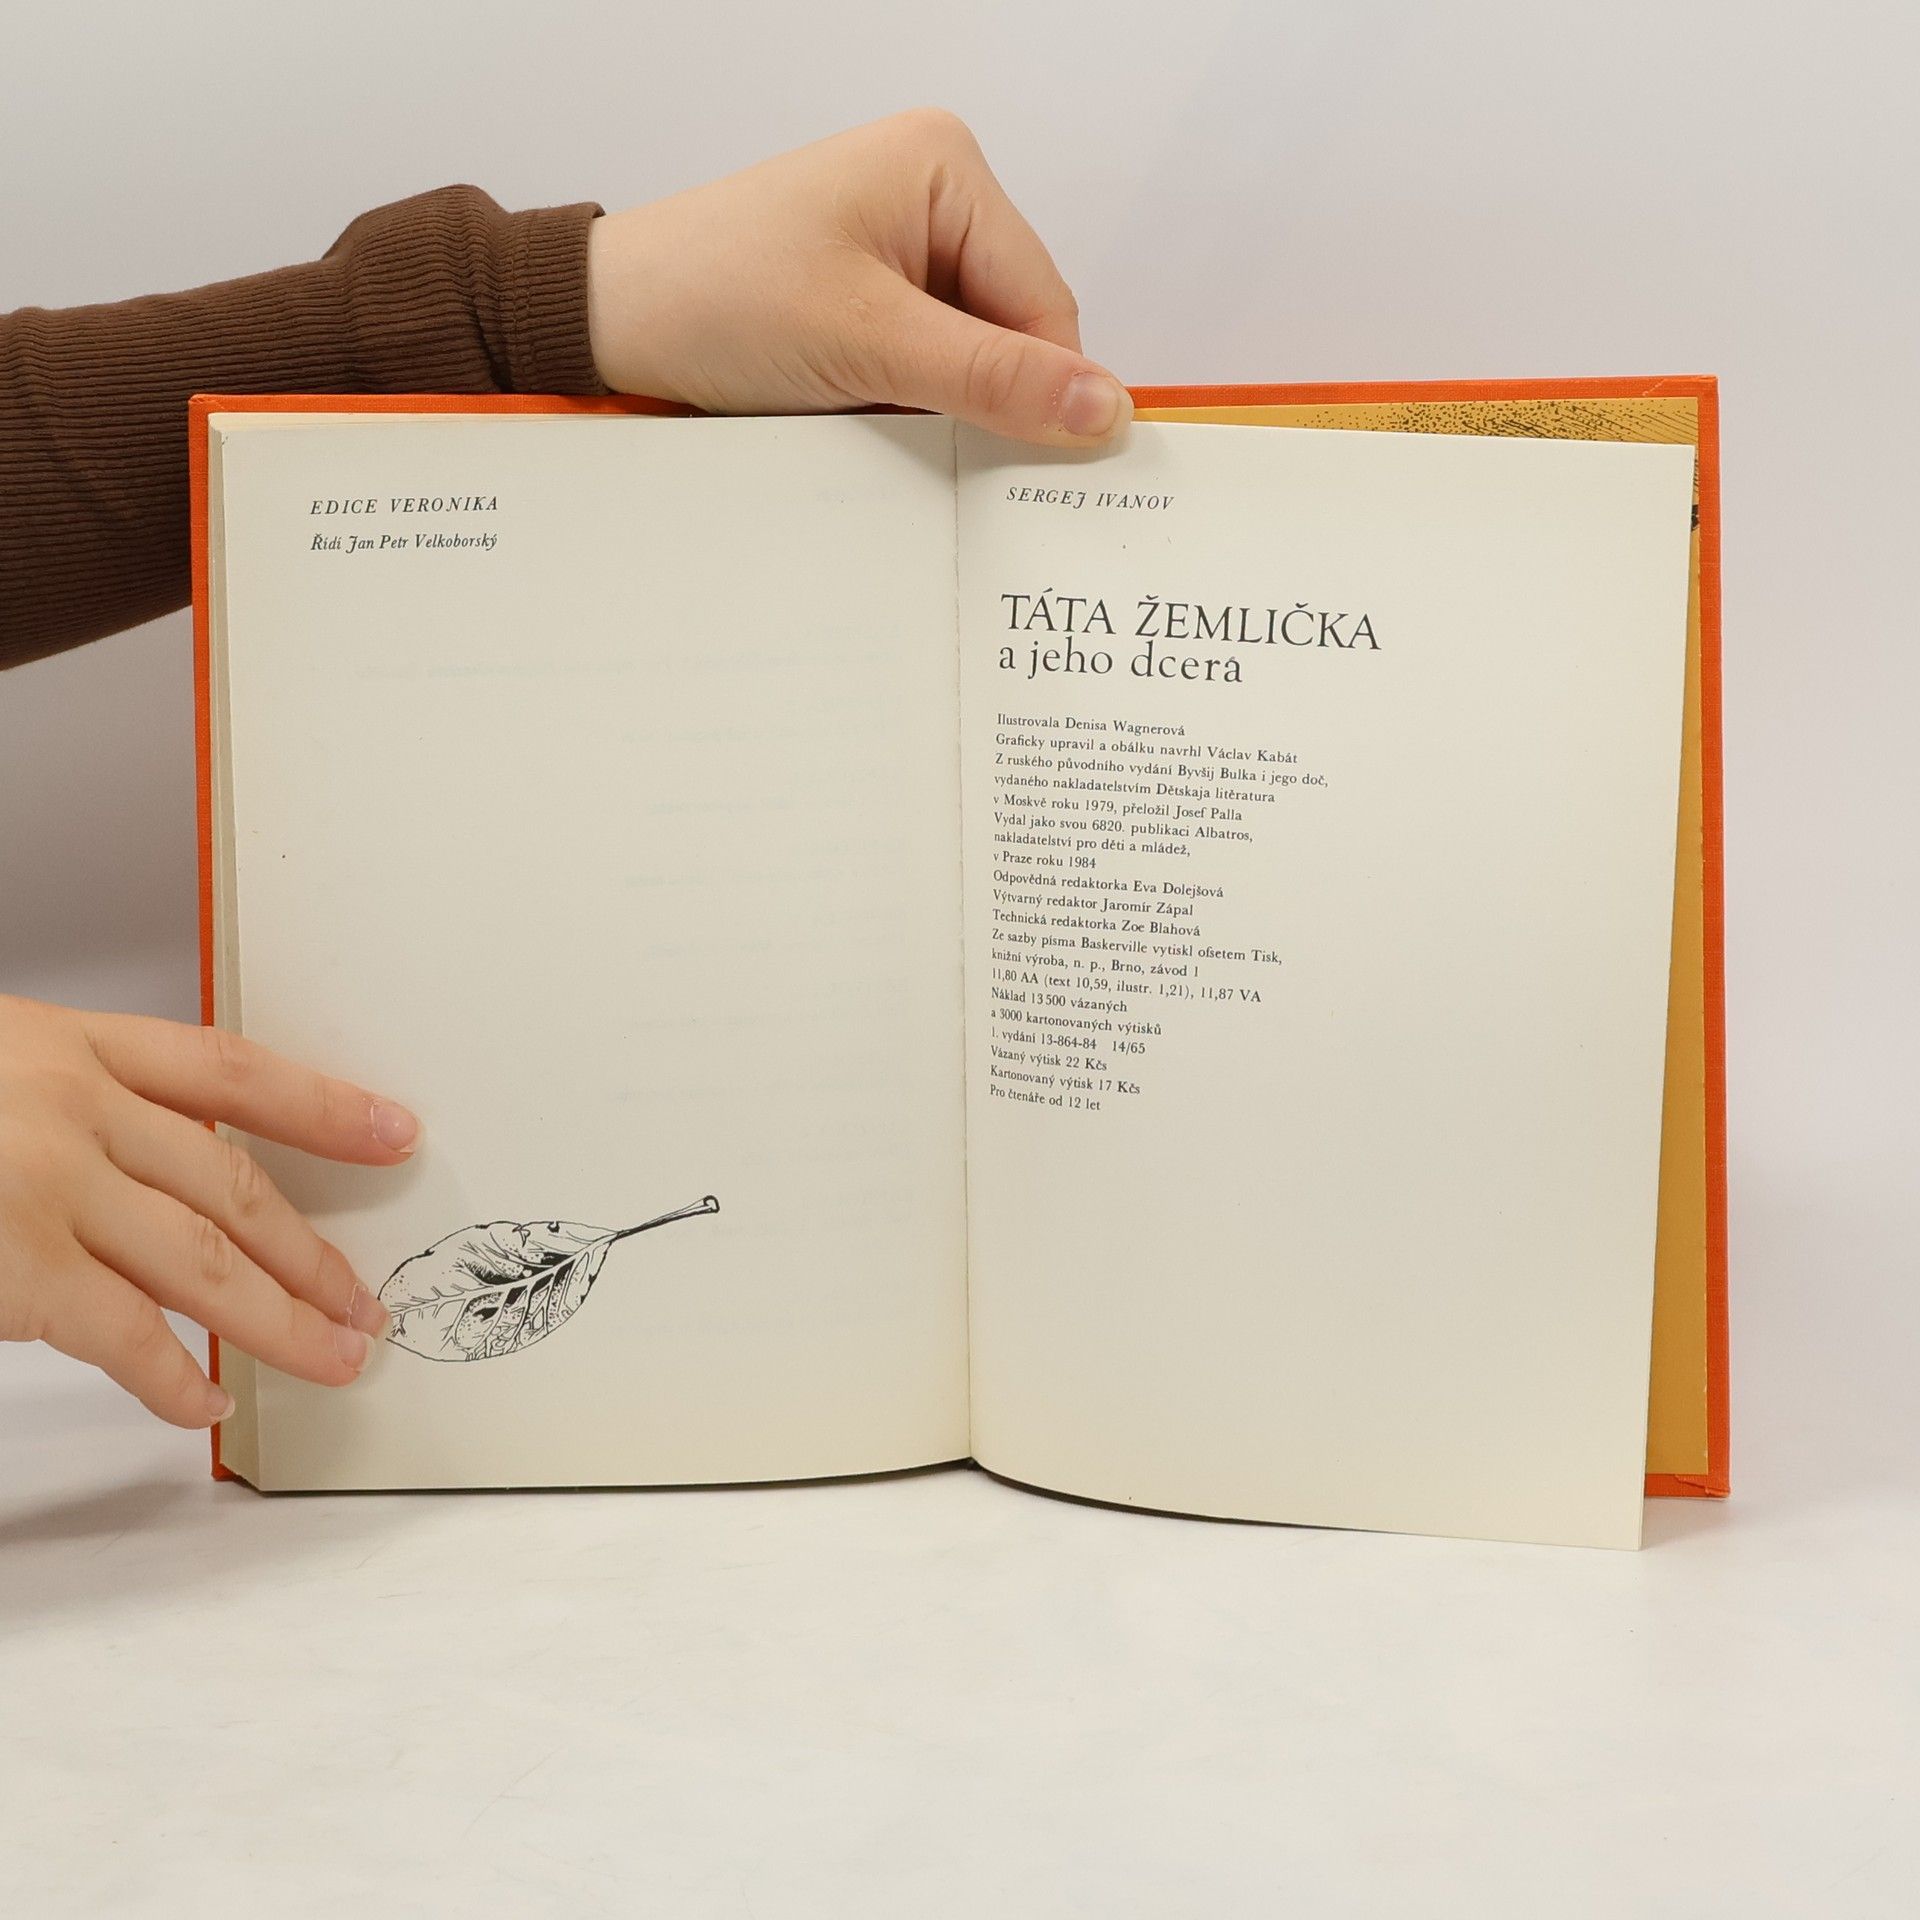 EDICE VERONIKA
Řídí Jan Petr Velkoborský
SERGEJ IVANOV
TÁTA ŽEMLIČKA
a jeho dcera
Ilustrovala Denisa Wagnerová
Graficky upravil a obálku navrhl Václav Kabát
Z ruského původního vydání Byvšij Bulka i jego doč,
vydaného nakladatelstvím Dětskaja litěratura
v Moskvě roku 1979, přeložil Josef Palla
Vydal jako svou 6820. publikaci Albatros,
nakladatelství pro děti a mládež,
v Praze roku 1984
Odpovědná redaktorka Eva Dolejšová
Výtvarný redaktor Jaromír Zápal
Technická redaktorka Zoe Blahová
Ze sazby písma Baskerville vytiskl ofsetem Tisk,
knižní výroba, n. p., Brno, závod 1
11,80 AA (text 10,59, ilustr. 1,21), 11,87 VA
Náklad 13 500 vázaných
a 3000 kartonovaných výtisků
1. vydání 13-864-84 14/65
Vázaný výtisk 22 Kčs
Kartonovaný výtisk 17 Kčs
Pro čtenáře od 12 let